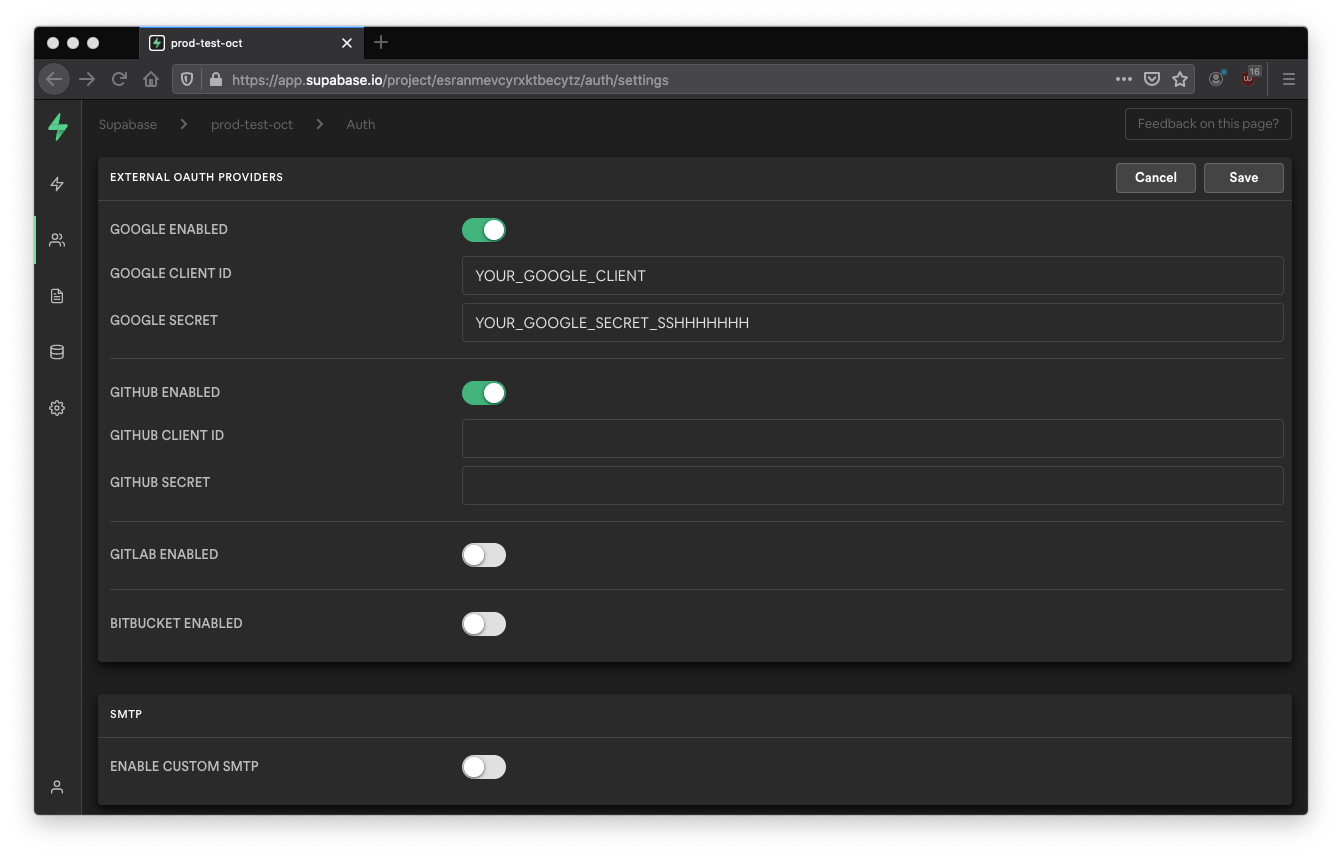 prod-test-oct
https://app.supabase.io/project/esranmevcyrxktbecytz/auth/settings
16
Supabase > prod-test-oct > Auth
Feedback on this page?
EXTERNAL OAUTH PROVIDERS
Cancel
Save
GOOGLE ENABLED
GOOGLE CLIENT ID
YOUR_GOOGLE_CLIENT
GOOGLE SECRET
YOUR_GOOGLE_SECRET_SSHHHHHHH
GITHUB ENABLED
GITHUB CLIENT ID
GITHUB SECRET
GITLAB ENABLED
BITBUCKET ENABLED
SMTP
ENABLE CUSTOM SMTP